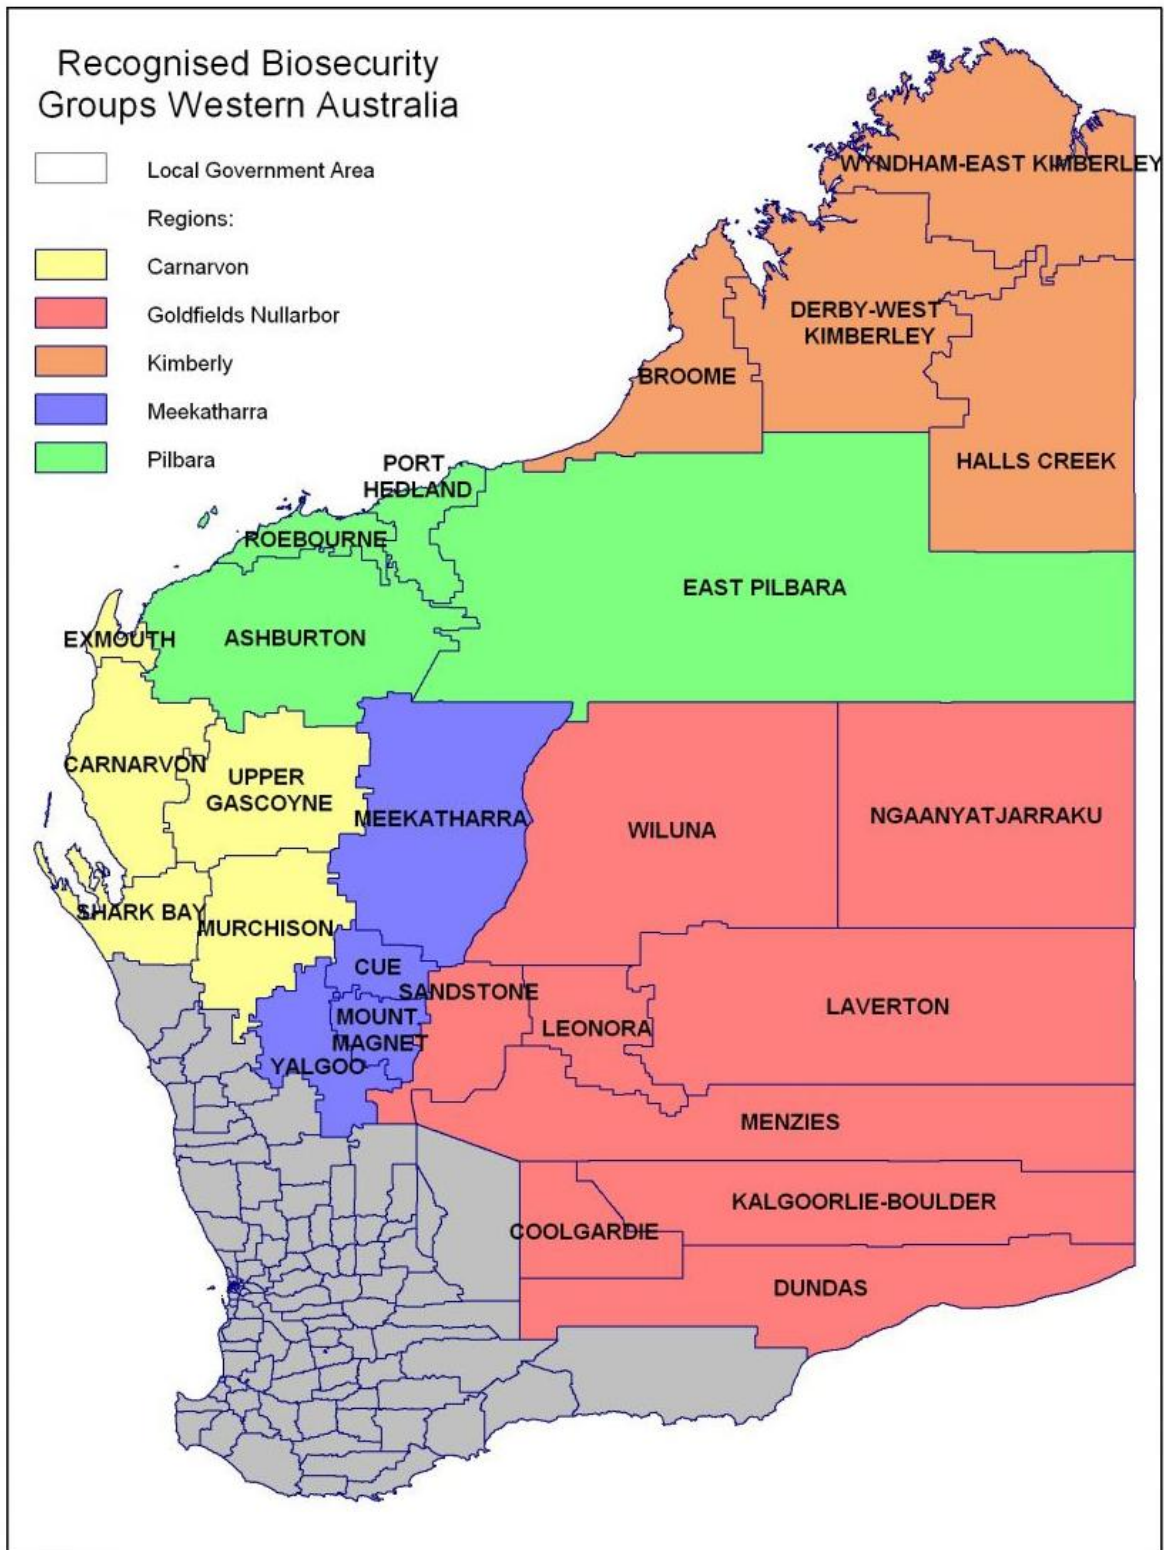 Recognised Biosecurity
Groups Western Australia
Local Government Area
Regions:
Carnarvon
Goldfields Nullarbor
Kimberly
Meekatharra
Pilbara
WYNDHAM-EAST KIMBERLEY
DERBY-WEST
KIMBERLEY
BROOME
HALLS CREEK
PORT
HEDLAND
ROEBOURNE
EAST PILBARA
EXMOUTH
ASHBURTON
CARNARVON
UPPER
GASCOYNE
MEEKATHARRA
WILUNA
NGAANYATJARRAKU
SHARK BAY
MURCHISON
CUE
SANDSTONE
MOUNT
MAGNET
LEONORA
LAVERTON
YALGOO
MENZIES
KALGOORLIE-BOULDER
COOLGARDIE
DUNDAS